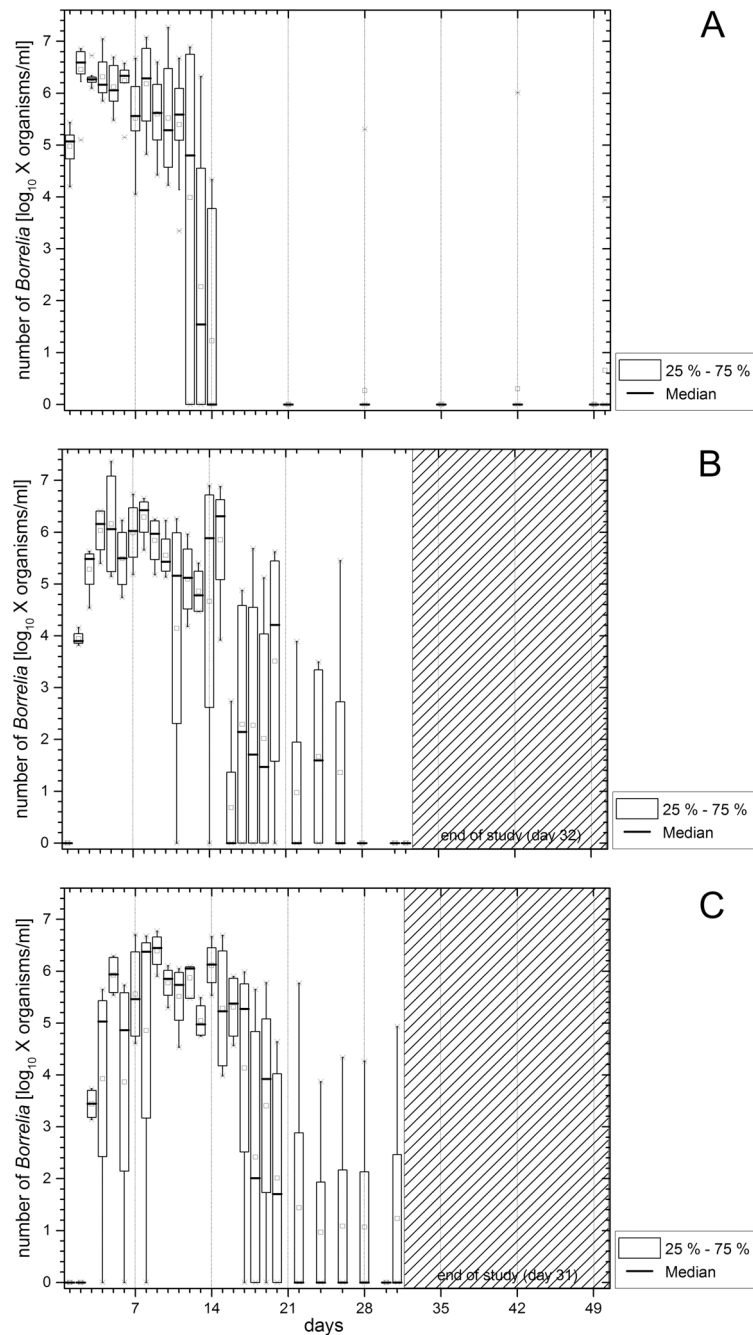 A
number of Borrelia [log₁₀ X organisms/ml]
7
6
5
4
3
2
1
0
25 % - 75 %
Median
B
number of Borrelia [log₁₀ X organisms/ml]
7
6
5
4
3
2
1
0
end of study (day 32)
25 % - 75 %
Median
C
number of Borrelia [log₁₀ X organisms/ml]
7
6
5
4
3
2
1
0
end of study (day 31)
25 % - 75 %
Median
7 14 21 28 35 42 49
days